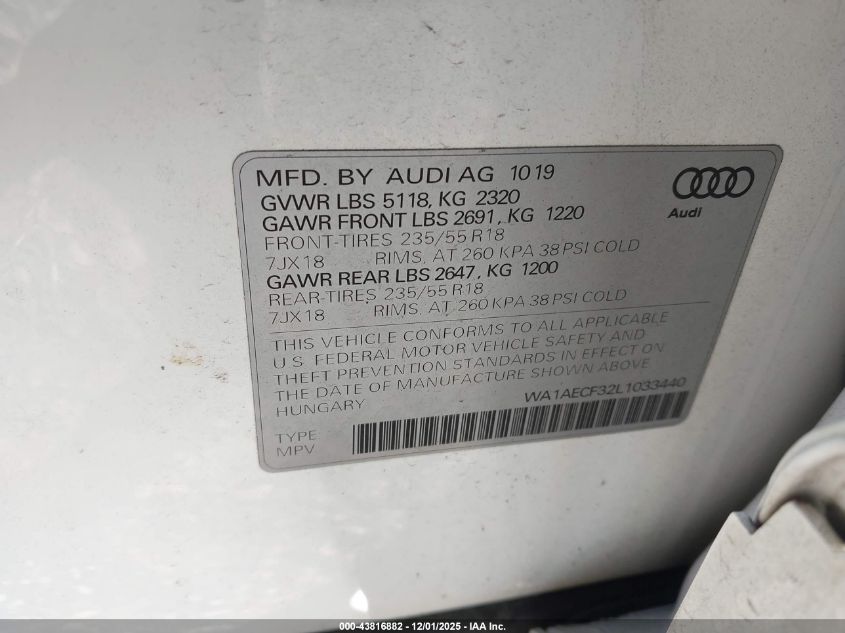 MFD. BY AUDI AG 1019
GVWR LBS 5118, KG 2320
GAWR FRONT LBS 2691, KG 1220
FRONT-TIRES 235/55 R18
7JX18 RIMS, AT 260 KPA 38 PSI COLD
GAWR REAR LBS 2647, KG 1200
REAR-TIRES 235/55 R18
7JX18 RIMS, AT 260 KPA 38 PSI COLD
Audi
THIS VEHICLE CONFORMS TO ALL APPLICABLE
U.S. FEDERAL MOTOR VEHICLE SAFETY AND
THEFT PREVENTION STANDARDS IN EFFECT ON
THE DATE OF MANUFACTURE SHOWN ABOVE
HUNGARY
WA1AECF32L1033440
TYPE
MPV
000-43816882 - 12/01/2025 - IAA Inc.